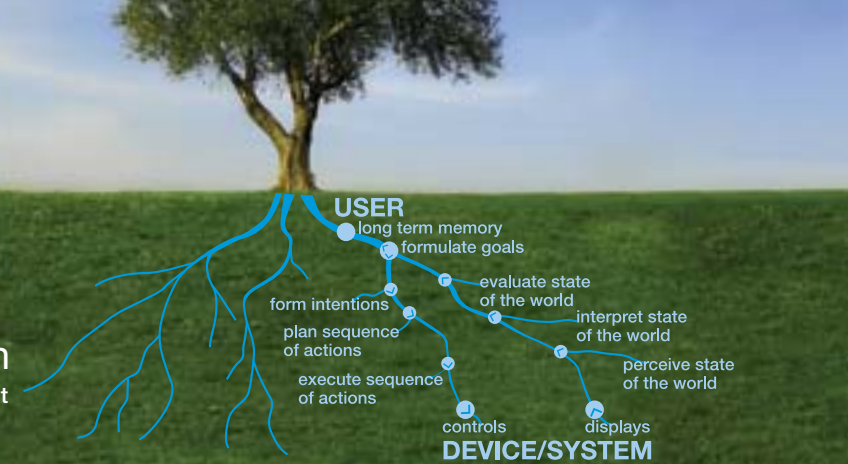 USER
long term memory
formulate goals
evaluate state
of the world
form intentions
interpret state
of the world
plan sequence
of actions
perceive state
of the world
execute sequence
of actions
controls
displays
DEVICE/SYSTEM